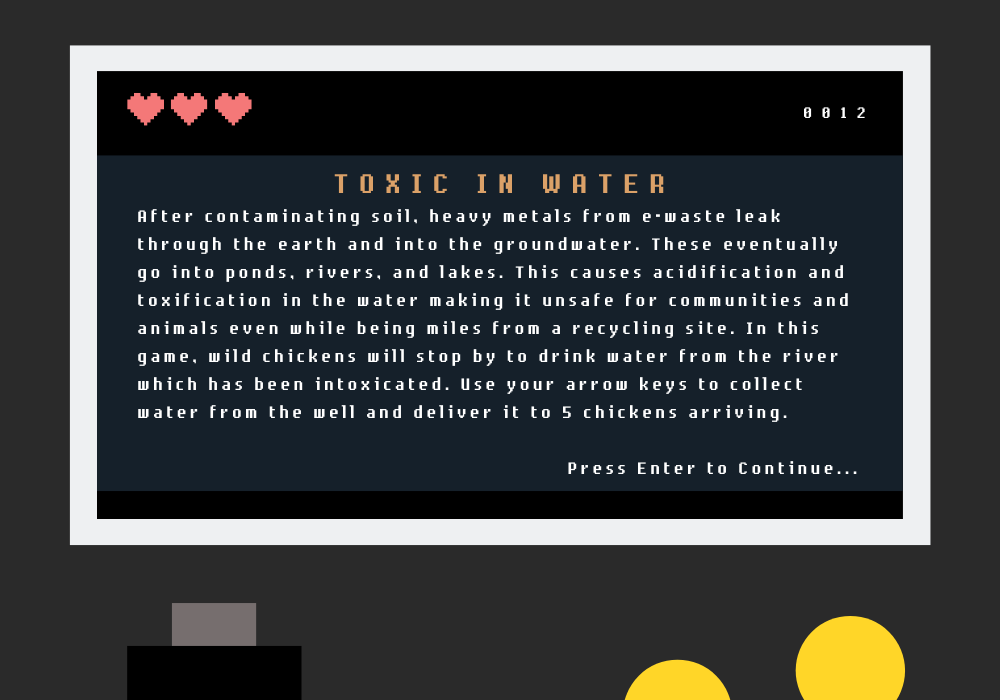 0012
TOXIC IN WATER
After contaminating soil, heavy metals from e-waste leak
through the earth and into the groundwater. These eventually
go into ponds, rivers, and lakes. This causes acidification and
toxification in the water making it unsafe for communities and
animals even while being miles from a recycling site. In this
game, wild chickens will stop by to drink water from the river
which has been intoxicated. Use your arrow keys to collect
water from the well and deliver it to 5 chickens arriving.
Press Enter to Continue...